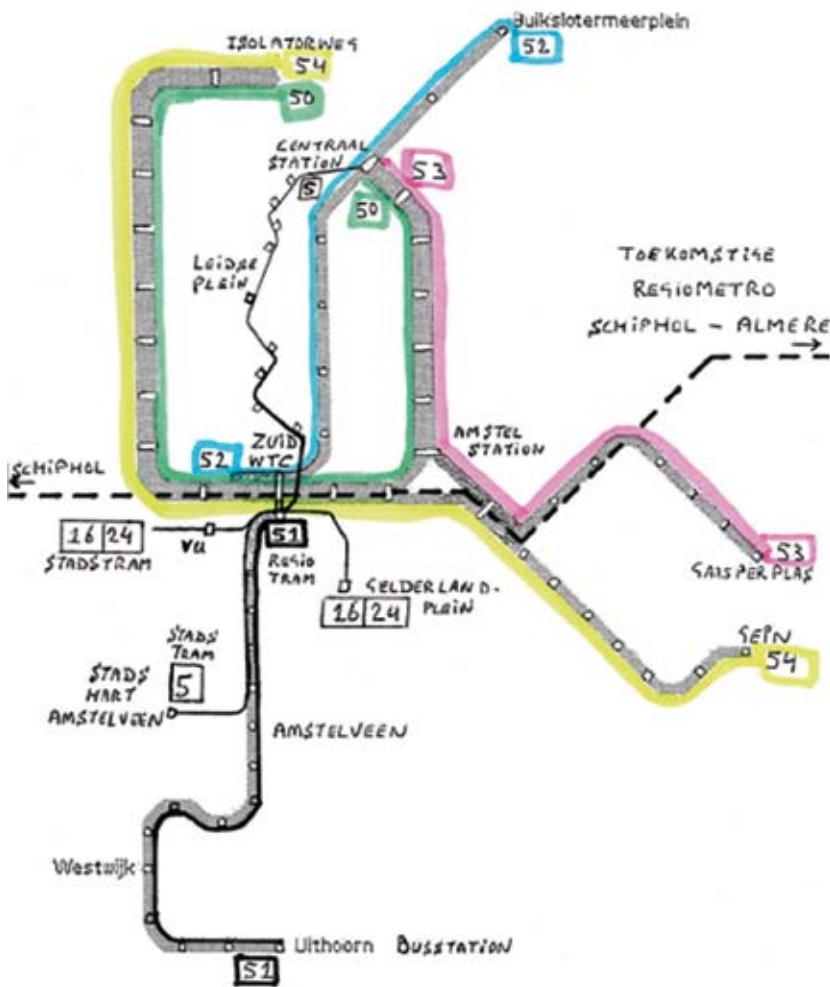 Buikslotermeerplein
52
ISOLATORWEG
54
50
CENTRAAL
STATION
5
53
50
LEIDSE
PLEIN
TOEKOMSTIGE
REGIOMETRO
SCHIPHOL - ALMERE
52
ZUID
WTC
AMSTEL
STATION
SCHIPHOL
16 24
STADSTRAM
VU
51
REGIO
TRAM
GELDERLAND-
PLEIN
16 24
53
GAASPERPLAS
GEIN
54
STADS
TRAM
5
STADS
HART
AMSTELVEEN
AMSTELVEEN
Westwijk
Uithoorn BUSSTATION
51